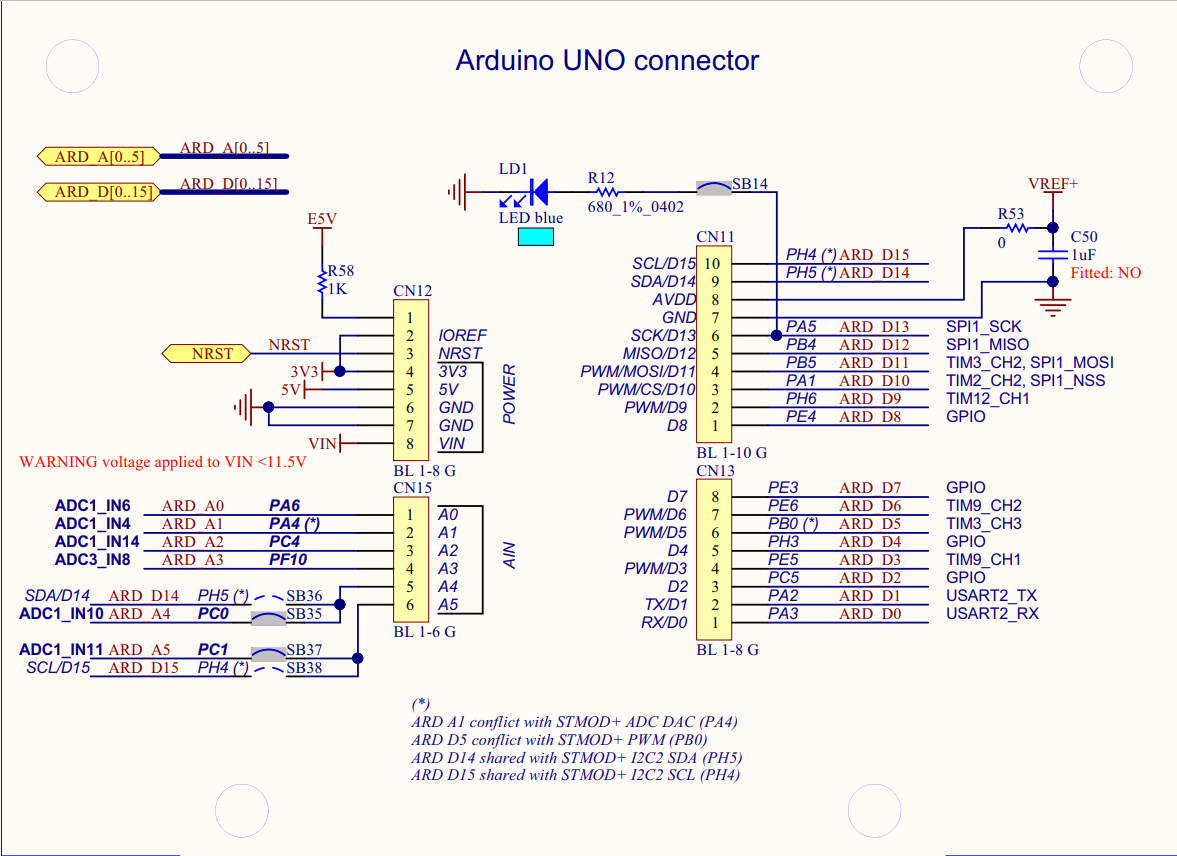 Arduino UNO connector
ARD_A[0..5] ARD_A[0..5]
ARD_D[0..15] ARD_D[0..15]
E5V
R58
1K
CN12
1
2 IOREF
NRST NRST 3 NRST
3V3 4 3V3
5V 5 5V
6 GND
7 GND
VIN 8 VIN
POWER
BL 1-8 G
WARNING voltage applied to VIN <11.5V
CN15
ADC1_IN6 ARD_A0 PA6 1 A0
ADC1_IN4 ARD_A1 PA4 (*) 2 A1
ADC1_IN14 ARD_A2 PC4 3 A2
ADC3_IN8 ARD_A3 PF10 4 A3
5 A4
6 A5
AIN
BL 1-6 G
SDA/D14 ARD_D14 PH5 (*) SB36
ADC1_IN10 ARD_A4 PC0 SB35
ADC1_IN11 ARD_A5 PC1 SB37
SCL/D15 ARD_D15 PH4 (*) SB38
LD1
LED blue
R12
680_1%_0402
SB14
VREF+
R53
0
C50
1uF
Fitted: NO
CN11
SCL/D15 10 PH4 (*) ARD_D15
SDA/D14 9 PH5 (*) ARD_D14
AVDD 8
GND 7
SCK/D13 6 PA5 ARD_D13 SPI1_SCK
MISO/D12 5 PB4 ARD_D12 SPI1_MISO
PWM/MOSI/D11 4 PB5 ARD_D11 TIM3_CH2, SPI1_MOSI
PWM/CS/D10 3 PA1 ARD_D10 TIM2_CH2, SPI1_NSS
PWM/D9 2 PH6 ARD_D9 TIM12_CH1
D8 1 PE4 ARD_D8 GPIO
BL 1-10 G
CN13
D7 8 PE3 ARD_D7 GPIO
PWM/D6 7 PE6 ARD_D6 TIM9_CH2
PWM/D5 6 PB0 (*) ARD_D5 TIM3_CH3
D4 5 PH3 ARD_D4 GPIO
PWM/D3 4 PE5 ARD_D3 TIM9_CH1
D2 3 PC5 ARD_D2 GPIO
TX/D1 2 PA2 ARD_D1 USART2_TX
RX/D0 1 PA3 ARD_D0 USART2_RX
BL 1-8 G
(*)
ARD A1 conflict with STMOD+ ADC DAC (PA4)
ARD D5 conflict with STMOD+ PWM (PB0)
ARD D14 shared with STMOD+ I2C2 SDA (PH5)
ARD D15 shared with STMOD+ I2C2 SCL (PH4)